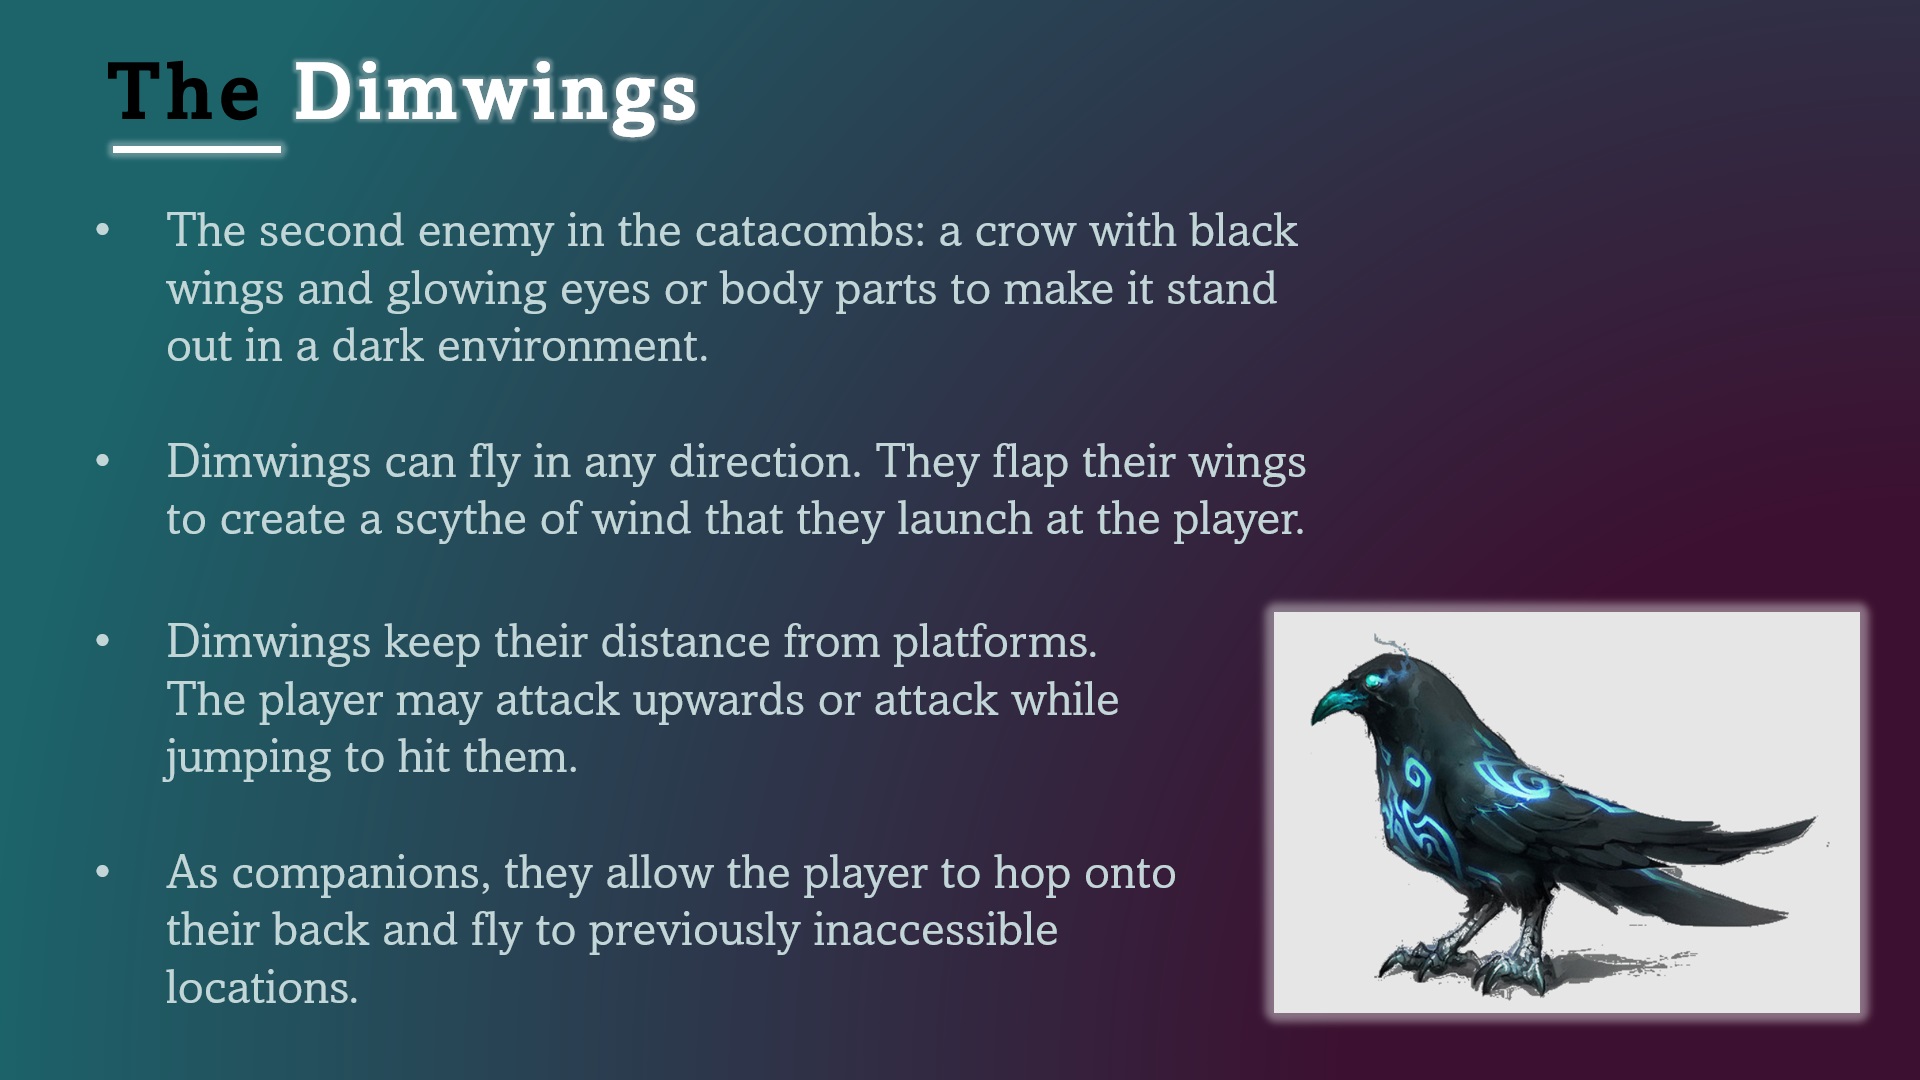 The Dimwings
• The second enemy in the catacombs: a crow with black
wings and glowing eyes or body parts to make it stand
out in a dark environment.
• Dimwings can fly in any direction. They flap their wings
to create a scythe of wind that they launch at the player.
• Dimwings keep their distance from platforms.
The player may attack upwards or attack while
jumping to hit them.
• As companions, they allow the player to hop onto
their back and fly to previously inaccessible
locations.